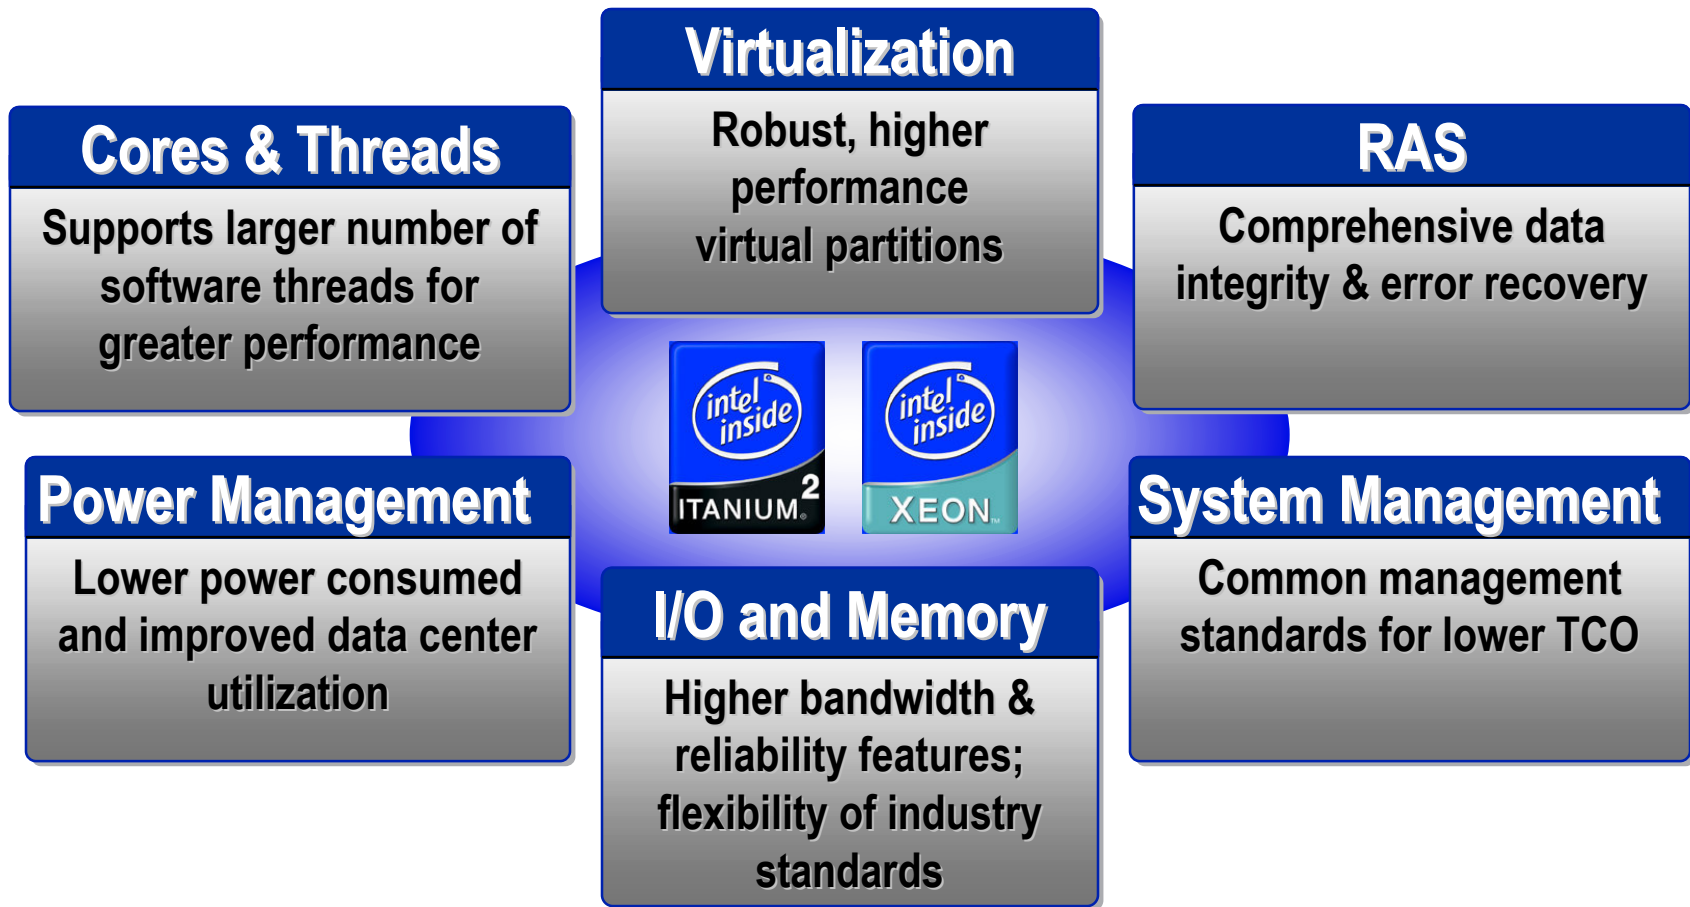 Virtualization
Robust, higher
performance
virtual partitions
Cores & Threads
Supports larger number of
software threads for
greater performance
RAS
Comprehensive data
integrity & error recovery
intel
inside
ITANIUM® 2
intel
inside
XEON™
Power Management
Lower power consumed
and improved data center
utilization
I/O and Memory
Higher bandwidth &
reliability features;
flexibility of industry
standards
System Management
Common management
standards for lower TCO